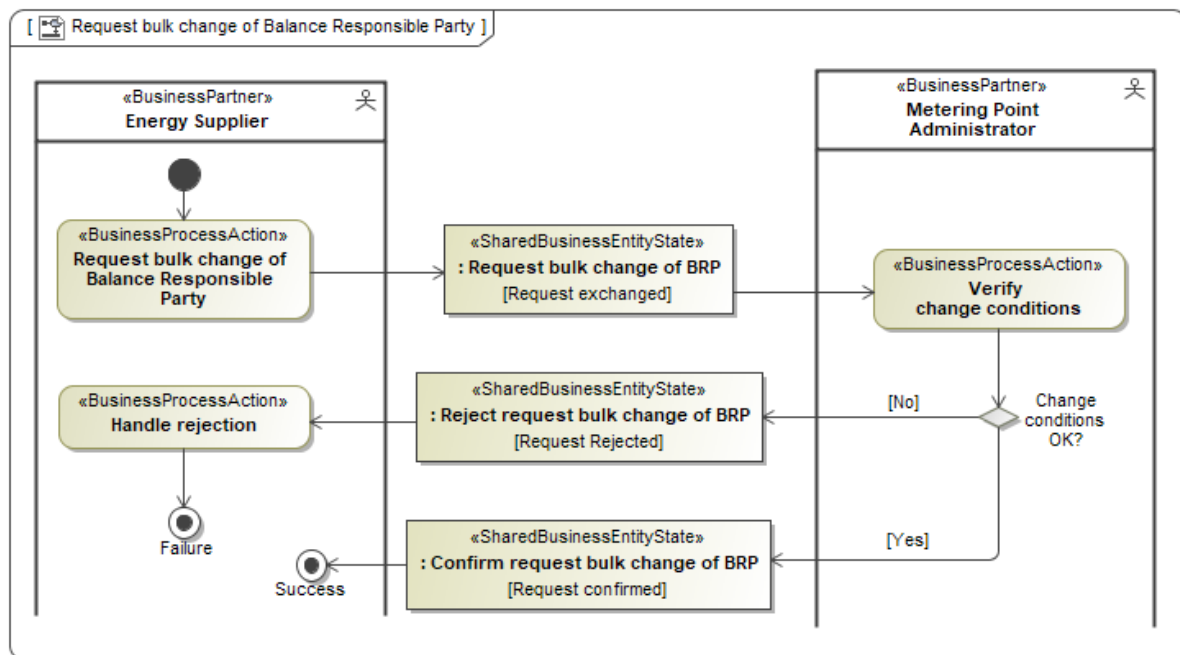 [ Request bulk change of Balance Responsible Party ]
«BusinessPartner»
Energy Supplier
«BusinessPartner»
Metering Point
Administrator
«BusinessProcessAction»
Request bulk change of
Balance Responsible
Party
«SharedBusinessEntityState»
: Request bulk change of BRP
[Request exchanged]
«BusinessProcessAction»
Verify
change conditions
«BusinessProcessAction»
Handle rejection
«SharedBusinessEntityState»
: Reject request bulk change of BRP
[Request Rejected]
[No]
Change
conditions
OK?
Failure
Success
«SharedBusinessEntityState»
: Confirm request bulk change of BRP
[Request confirmed]
[Yes]